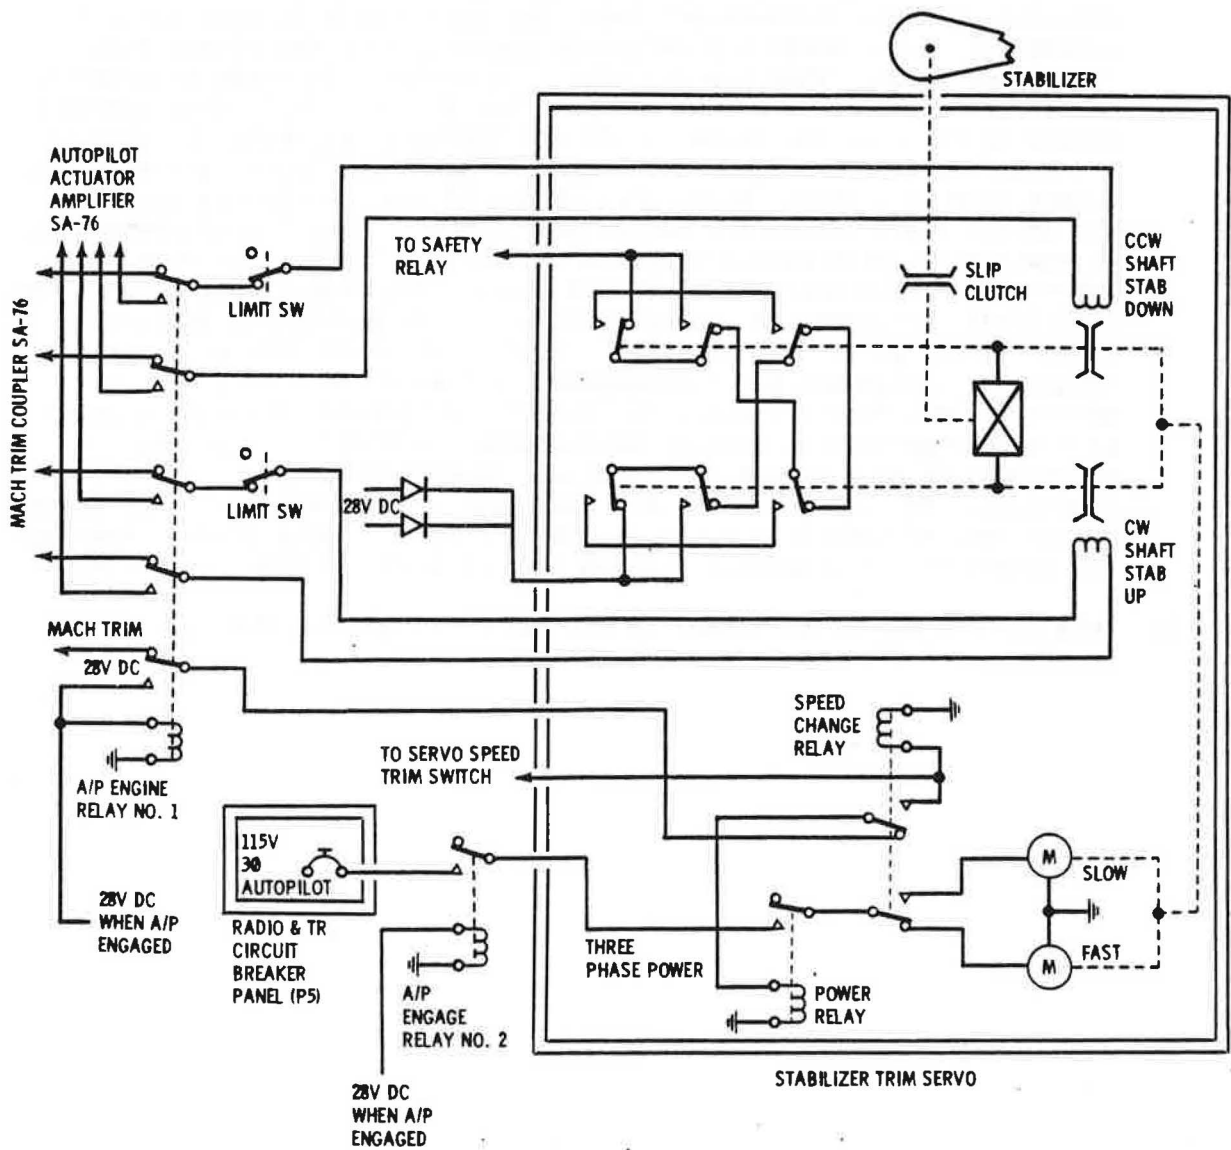 STABILIZER
AUTOPILOT
ACTUATOR
AMPLIFIER
SA-76
TO SAFETY
RELAY
SLIP
CLUTCH
CCW
SHAFT
STAB
DOWN
LIMIT SW
MACH TRIM COUPLER SA-76
LIMIT SW
28V DC
CW
SHAFT
STAB
UP
MACH TRIM
28V DC
SPEED
CHANGE
RELAY
TO SERVO SPEED
TRIM SWITCH
A/P ENGINE
RELAY NO. 1
115V
30
AUTOPILOT
M
SLOW
28V DC
WHEN A/P
ENGAGED
RADIO & TR
CIRCUIT
BREAKER
PANEL (P5)
THREE
PHASE POWER
M
FAST
A/P
ENGAGE
RELAY NO. 2
POWER
RELAY
STABILIZER TRIM SERVO
28V DC
WHEN A/P
ENGAGED